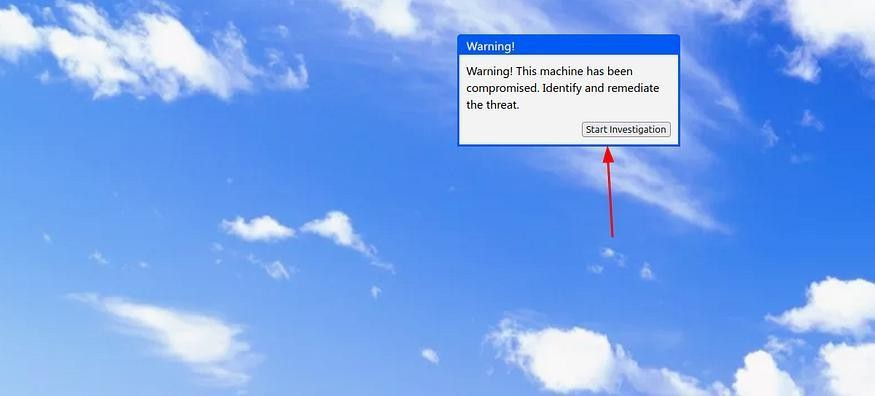 Warning!
Warning! This machine has been
compromised. Identify and remediate
the threat.
Start Investigation